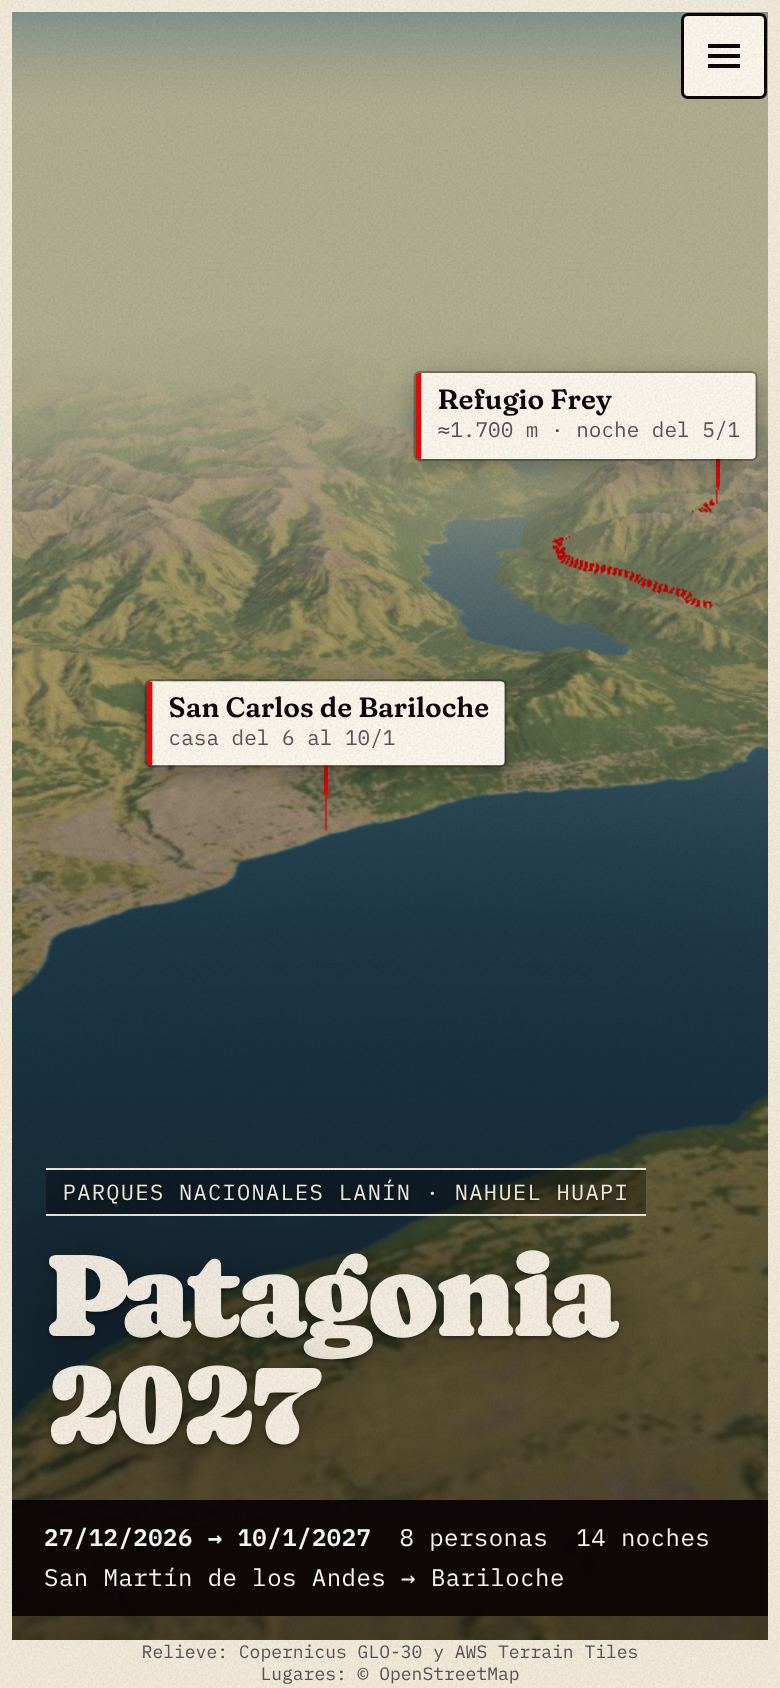 Refugio Frey
≈1.700 m · noche del 5/1
San Carlos de Bariloche
casa del 6 al 10/1
PARQUES NACIONALES LANÍN · NAHUEL HUAPI
Patagonia
2027
27/12/2026 → 10/1/2027 8 personas 14 noches
San Martín de los Andes → Bariloche
Relieve: Copernicus GLO-30 y AWS Terrain Tiles
Lugares: © OpenStreetMap